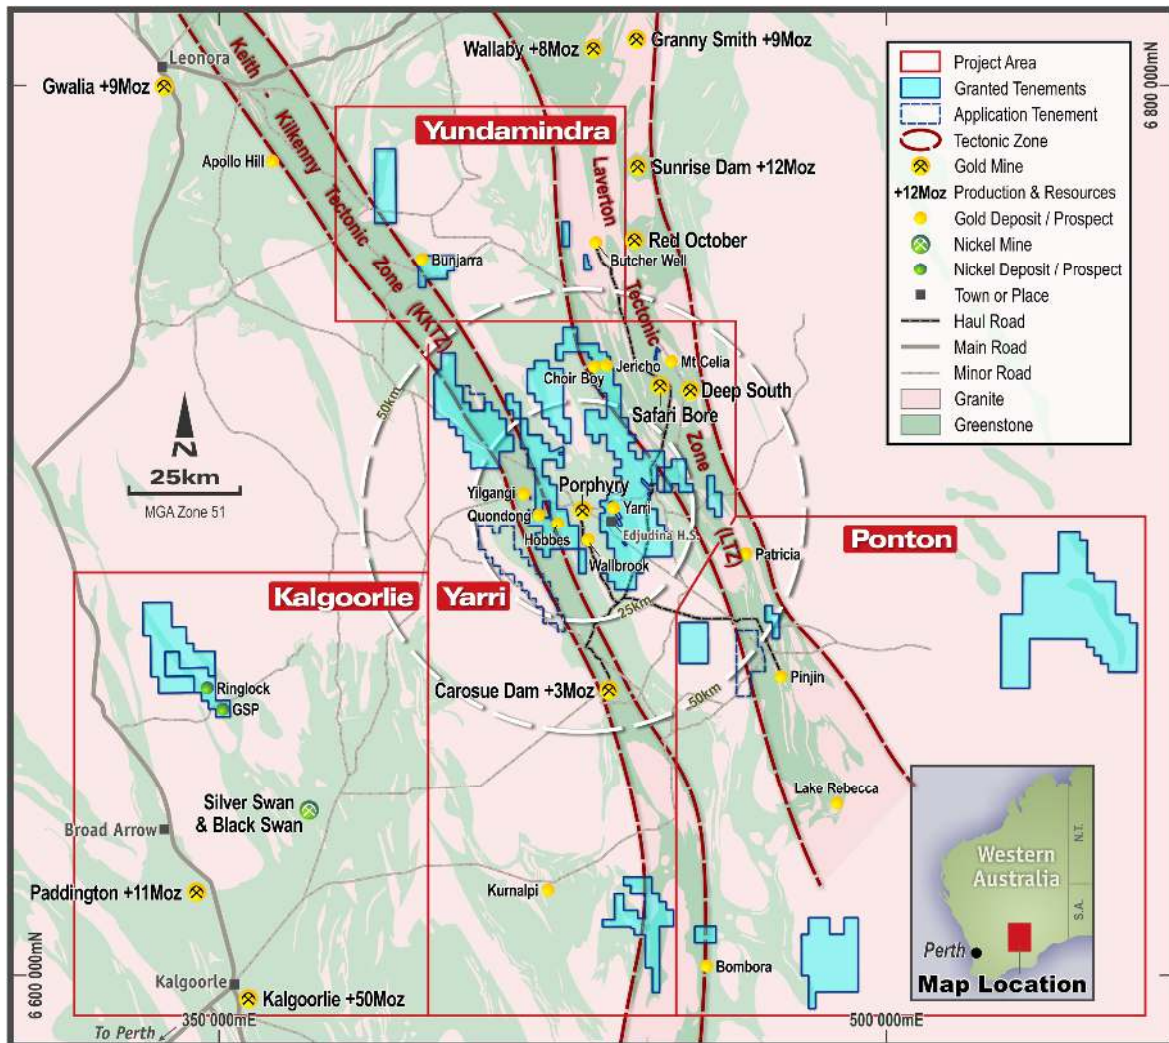 Leonora
Gwalia +9Moz
Apollo Hill
Keith - Kilkenny Tectonic Zone (KKTZ)
Wallaby +8Moz
Granny Smith +9Moz
Yundamindra
Sunrise Dam +12Moz
Laverton Tectonic Zone (LTZ)
Red October
Butcher Well
Bunjarra
6 800 000mN
Project Area
Granted Tenements
Application Tenement
Tectonic Zone
Gold Mine
+12Moz Production & Resources
Gold Deposit / Prospect
Nickel Mine
Nickel Deposit / Prospect
Town or Place
Haul Road
Main Road
Minor Road
Granite
Greenstone
N
25km
MGA Zone 51
50km
Choir Boy
Jericho
Mt Celia
Deep South
Safari Bore
Yilgangi
Porphyry
Quondong
Yarri
Hobbes
Edjudina H.S.
Wallbrook
Patricia
Ponton
Kalgoorlie
Yarri
25km
Ringlock
GSP
Carosue Dam +3Moz
50km
Pinjin
Silver Swan
& Black Swan
Lake Rebecca
Broad Arrow
Paddington +11Moz
Kurnalpi
Bombora
Kalgoorle
Kalgoorlie +50Moz
To Perth
6 600 000mN
350 000mE
500 000mE
Western
Australia
N.T.
S.A.
Perth
Map Location